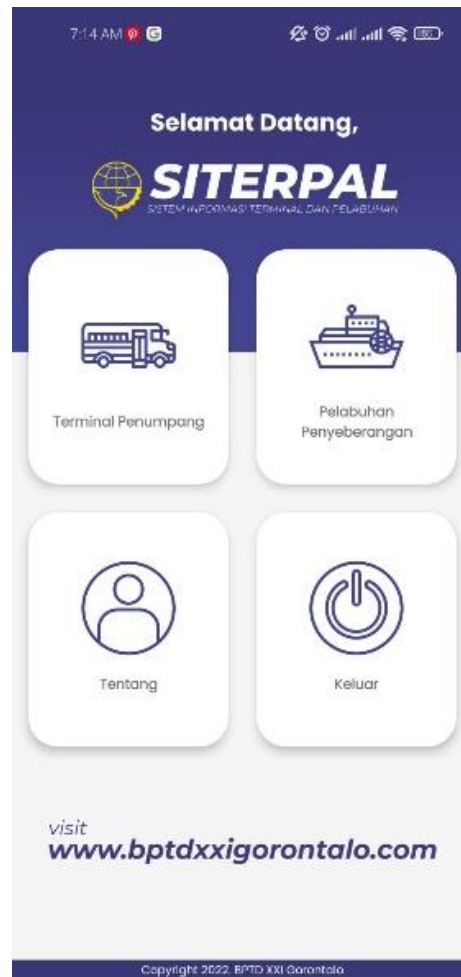 7:14 AM
Selamat Datang,
SITERPAL
SISTEM INFORMASI TERMINAL DAN PELABUHAN
Terminal Penumpang
Pelabuhan
Penyeberangan
Tentang
Keluar
visit
www.bptdxxigorontalo.com
Copyright 2022. BPTD XXI Gorontalo